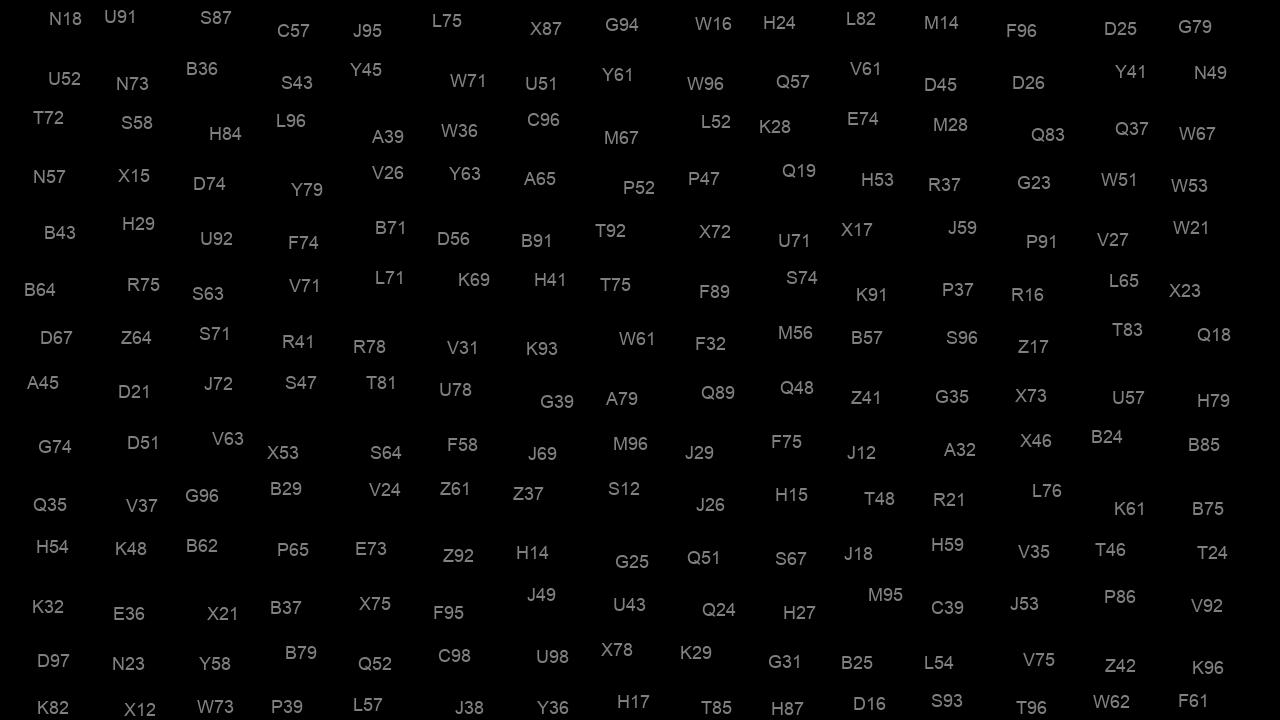 N18 U91 S87 C57 J95 L75 X87 G94 W16 H24 L82 M14 F96 D25 G79
U52 N73 B36 S43 Y45 W71 U51 Y61 W96 Q57 V61 D45 D26 Y41 N49
T72 S58 H84 L96 A39 W36 C96 M67 L52 K28 E74 M28 Q83 Q37 W67
N57 X15 D74 Y79 V26 Y63 A65 P52 P47 Q19 H53 R37 G23 W51 W53
B43 H29 U92 F74 B71 D56 B91 T92 X72 U71 X17 J59 P91 V27 W21
B64 R75 S63 V71 L71 K69 H41 T75 F89 S74 K91 P37 R16 L65 X23
D67 Z64 S71 R41 R78 V31 K93 W61 F32 M56 B57 S96 Z17 T83 Q18
A45 D21 J72 S47 T81 U78 G39 A79 Q89 Q48 Z41 G35 X73 U57 H79
G74 D51 V63 X53 S64 F58 J69 M96 J29 F75 J12 A32 X46 B24 B85
Q35 V37 G96 B29 V24 Z61 Z37 S12 J26 H15 T48 R21 L76 K61 B75
H54 K48 B62 P65 E73 Z92 H14 G25 Q51 S67 J18 H59 V35 T46 T24
K32 E36 X21 B37 X75 F95 J49 U43 Q24 H27 M95 C39 J53 P86 V92
D97 N23 Y58 B79 Q52 C98 U98 X78 K29 G31 B25 L54 V75 Z42 K96
K82 X12 W73 P39 L57 J38 Y36 H17 T85 H87 D16 S93 T96 W62 F61